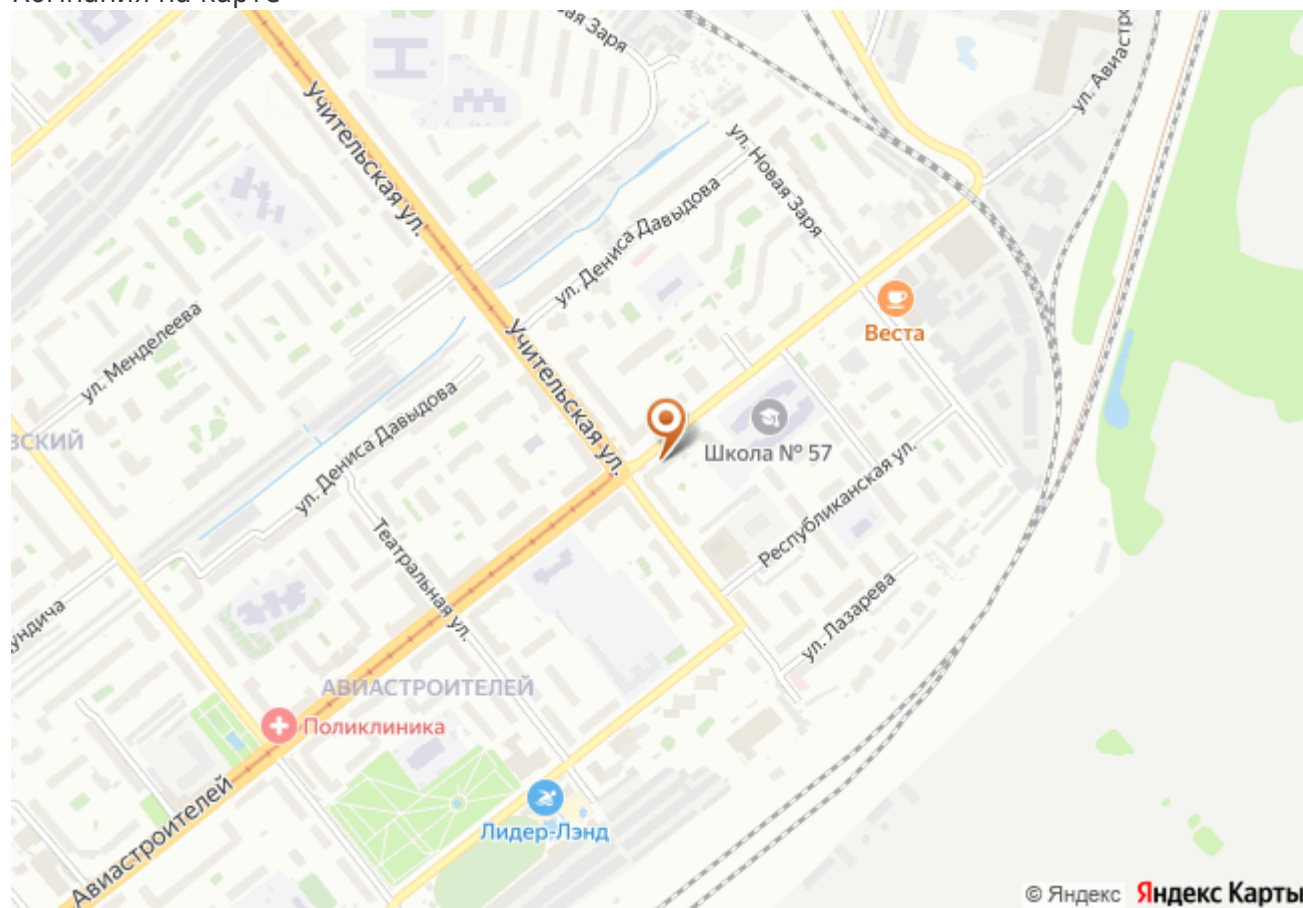 Компания на карте
ая Заря
ул. Авиастр
Учительская ул.
ул. Новая Заря
ул. Дениса Давыдова
Веста
ул. Менделеева
Учительская ул.
ВСКИЙ
ул. Дениса Давыдова
Школа № 57
Республиканская ул.
Театральная ул.
ундича
ул. Лазарева
АВИАСТРОИТЕЛЕЙ
Поликлиника
Авиастроителей
Лидер-Лэнд
© Яндекс Яндекс Карты